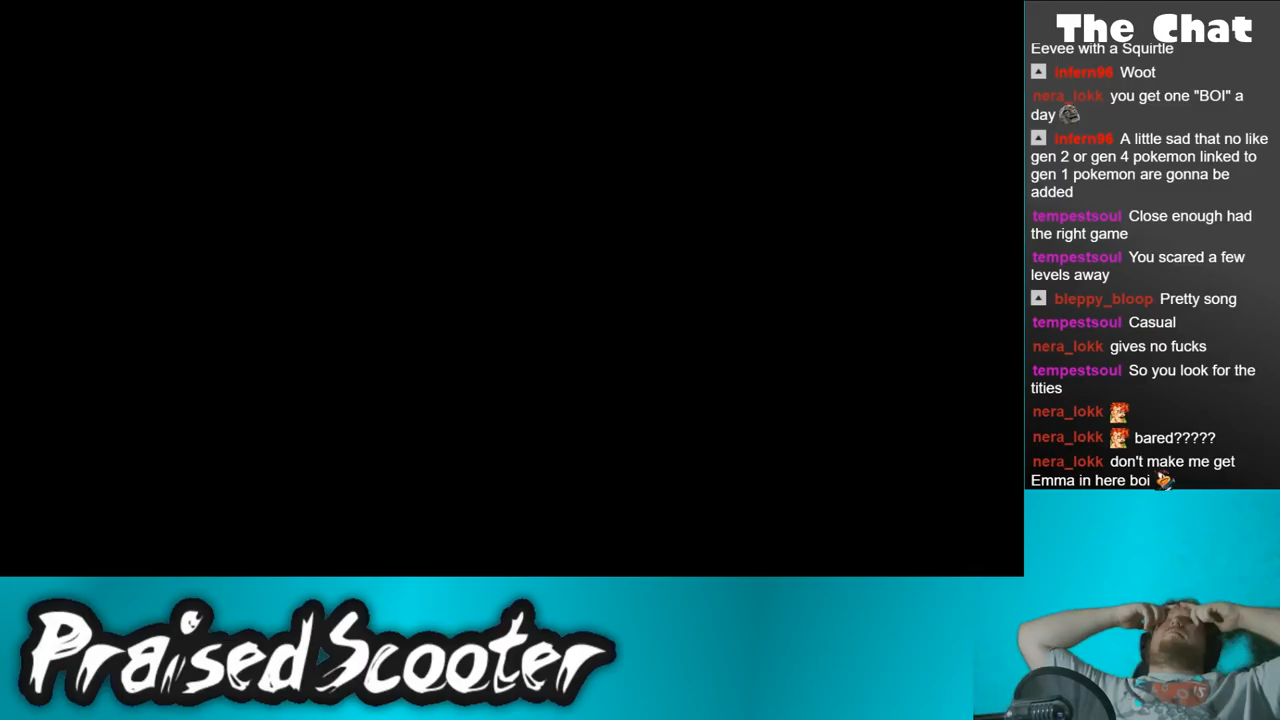 The Chat
Eevee with a Squirtle
infern96 Woot
nera_lokk you get one "BOI" a
day
infern96 A little sad that no like
gen 2 or gen 4 pokemon linked to
gen 1 pokemon are gonna be
added
tempestsoul Close enough had
the right game
tempestsoul You scared a few
levels away
bleppy_bloop Pretty song
tempestsoul Casual
nera_lokk gives no fucks
tempestsoul So you look for the
tities
nera_lokk
nera_lokk bared?????
nera_lokk don't make me get
Emma in here boi
PraisedScooter